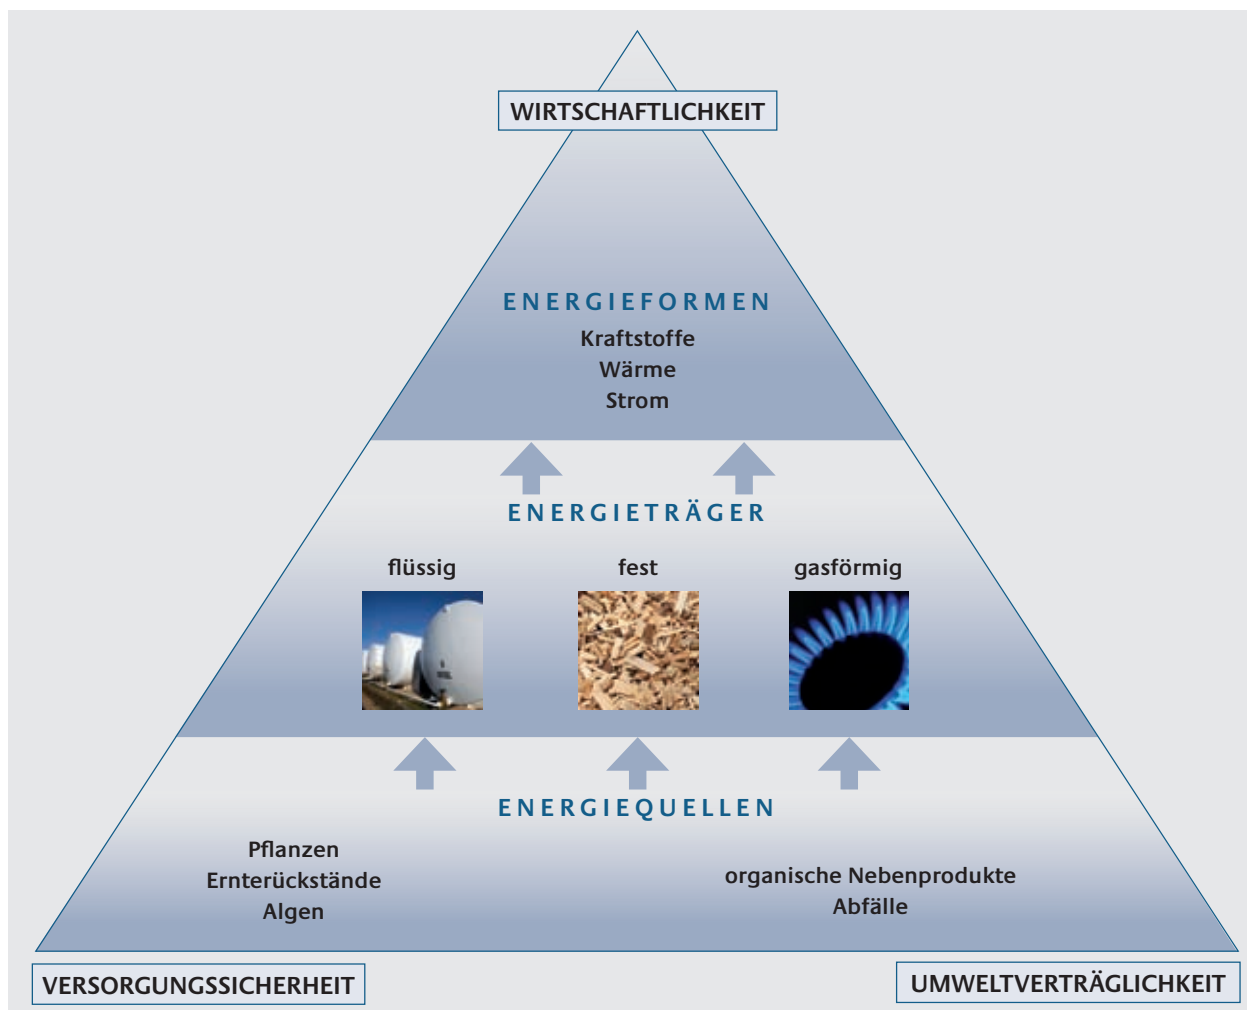 WIRTSCHAFTLICHKEIT
ENERGIEFORMEN
Kraftstoffe
Wärme
Strom
ENERGIETRÄGER
flüssig
fest
gasförmig
ENERGIEQUELLEN
Pflanzen
Ernterückstände
Algen
organische Nebenprodukte
Abfälle
VERSORGUNGSSICHERHEIT
UMWELTVERTRÄGLICHKEIT